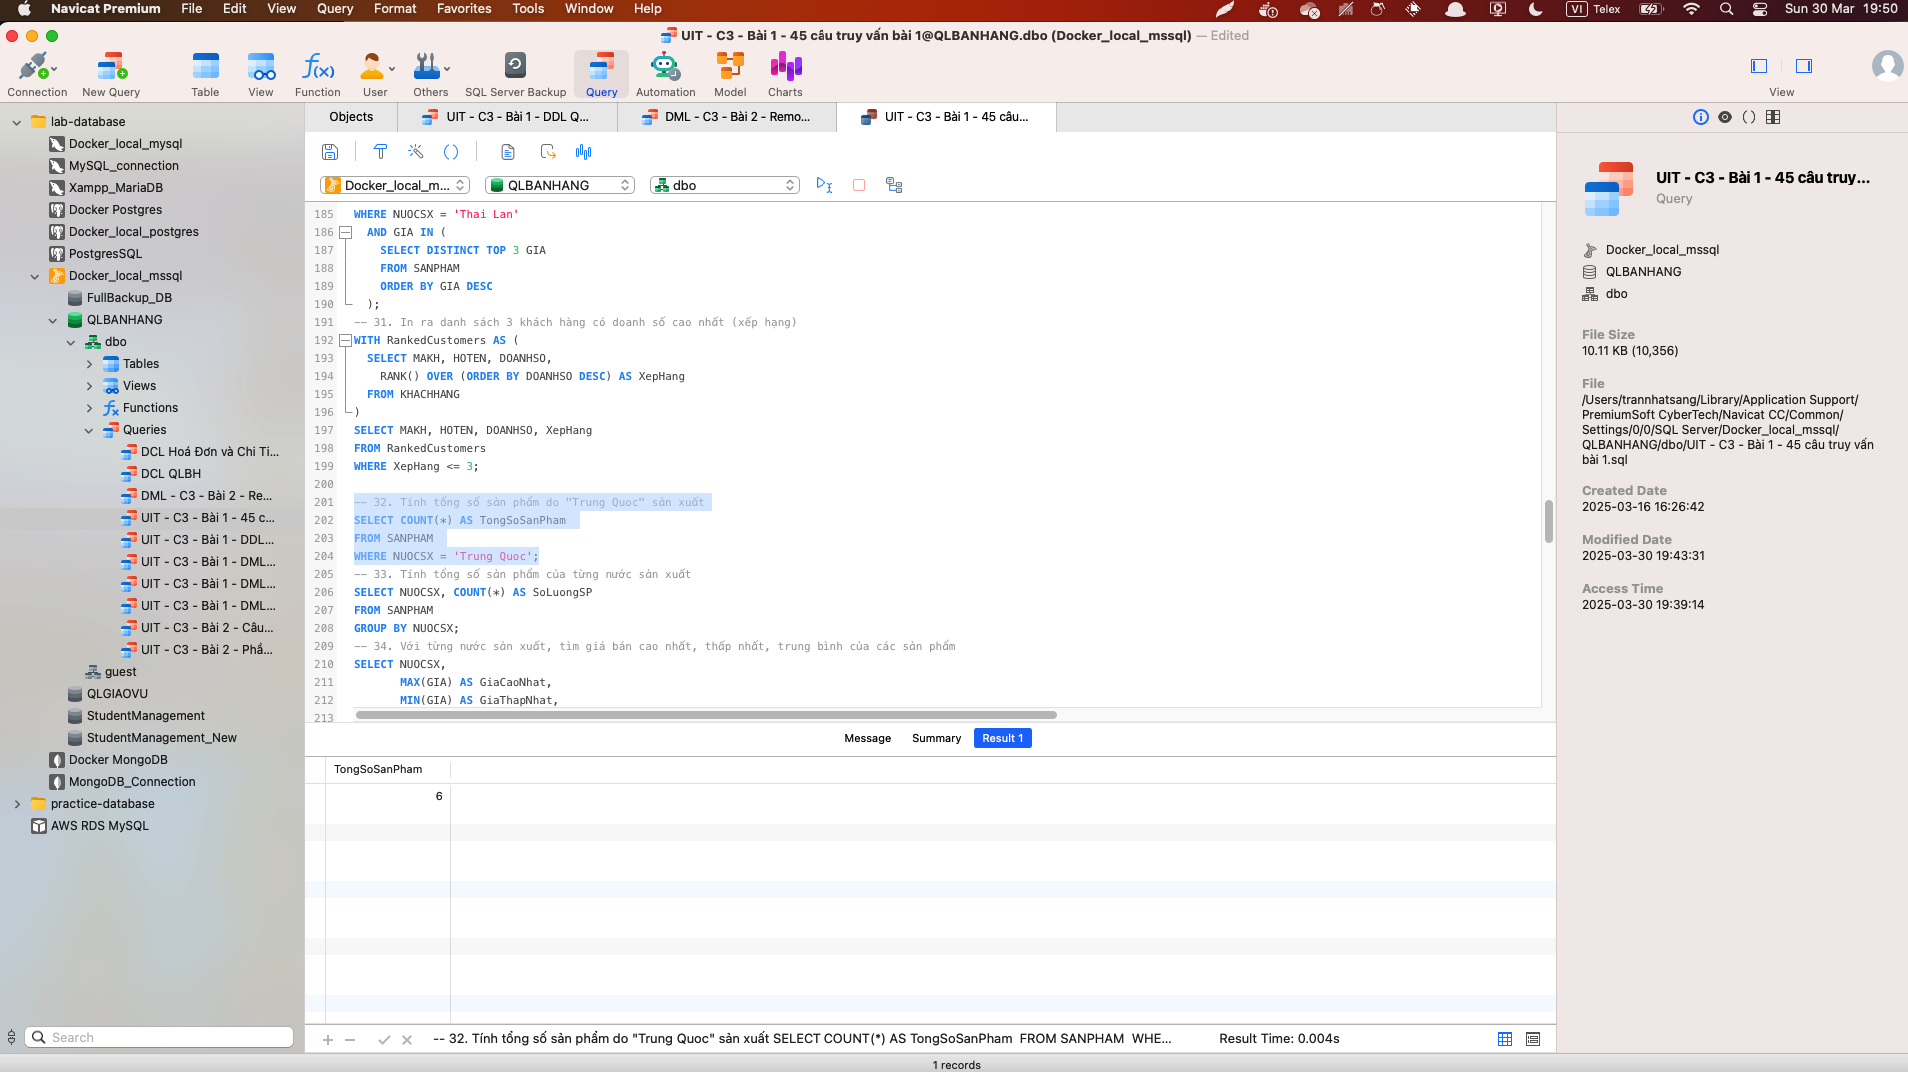 Navicat Premium File Edit View Query Format Favorites Tools Window Help VI Telex Sun 30 Mar 19:50
UIT - C3 - Bài 1 - 45 câu truy vấn bài 1@QLBANHANG.dbo (Docker_local_mssql) — Edited
Connection New Query Table View Function User Others SQL Server Backup Query Automation Model Charts View
lab-database
Docker_local_mysql
MySQL_connection
Xampp_MariaDB
Docker Postgres
Docker_local_postgres
PostgresSQL
Docker_local_mssql
FullBackup_DB
QLBANHANG
dbo
Tables
Views
Functions
Queries
DCL Hoá Đơn và Chi Ti...
DCL QLBH
DML - C3 - Bài 2 - Re...
UIT - C3 - Bài 1 - 45 c...
UIT - C3 - Bài 1 - DDL...
UIT - C3 - Bài 1 - DML...
UIT - C3 - Bài 1 - DML...
UIT - C3 - Bài 1 - DML...
UIT - C3 - Bài 2 - Câu...
UIT - C3 - Bài 2 - Phầ...
guest
QLGIAOVU
StudentManagement
StudentManagement_New
Docker MongoDB
MongoDB_Connection
practice-database
AWS RDS MySQL
Search
Objects UIT - C3 - Bài 1 - DDL Q... DML - C3 - Bài 2 - Remo... UIT - C3 - Bài 1 - 45 câu...
Docker_local_m... QLBANHANG dbo
185 WHERE NUOCSX = 'Thai Lan'
186 AND GIA IN (
187 SELECT DISTINCT TOP 3 GIA
188 FROM SANPHAM
189 ORDER BY GIA DESC
190 );
191 -- 31. In ra danh sách 3 khách hàng có doanh số cao nhất (xếp hạng)
192 WITH RankedCustomers AS (
193 SELECT MAKH, HOTEN, DOANHSO,
194 RANK() OVER (ORDER BY DOANHSO DESC) AS XepHang
195 FROM KHACHHANG
196 )
197 SELECT MAKH, HOTEN, DOANHSO, XepHang
198 FROM RankedCustomers
199 WHERE XepHang <= 3;
200
201 -- 32. Tính tổng số sản phẩm do "Trung Quoc" sản xuất
202 SELECT COUNT(*) AS TongSoSanPham
203 FROM SANPHAM
204 WHERE NUOCSX = 'Trung Quoc';
205 -- 33. Tính tổng số sản phẩm của từng nước sản xuất
206 SELECT NUOCSX, COUNT(*) AS SoLuongSP
207 FROM SANPHAM
208 GROUP BY NUOCSX;
209 -- 34. Với từng nước sản xuất, tìm giá bán cao nhất, thấp nhất, trung bình của các sản phẩm
210 SELECT NUOCSX,
211 MAX(GIA) AS GiaCaoNhat,
212 MIN(GIA) AS GiaThapNhat,
213
Message Summary Result 1
TongSoSanPham
6
-- 32. Tính tổng số sản phẩm do "Trung Quoc" sản xuất SELECT COUNT(*) AS TongSoSanPham FROM SANPHAM WHE... Result Time: 0.004s
1 records
UIT - C3 - Bài 1 - 45 câu truy...
Query
Docker_local_mssql
QLBANHANG
dbo
File Size
10.11 KB (10,356)
File
/Users/trannhatsang/Library/Application Support/
PremiumSoft CyberTech/Navicat CC/Common/
Settings/0/0/SQL Server/Docker_local_mssql/
QLBANHANG/dbo/UIT - C3 - Bài 1 - 45 câu truy vấn
bài 1.sql
Created Date
2025-03-16 16:26:42
Modified Date
2025-03-30 19:43:31
Access Time
2025-03-30 19:39:14